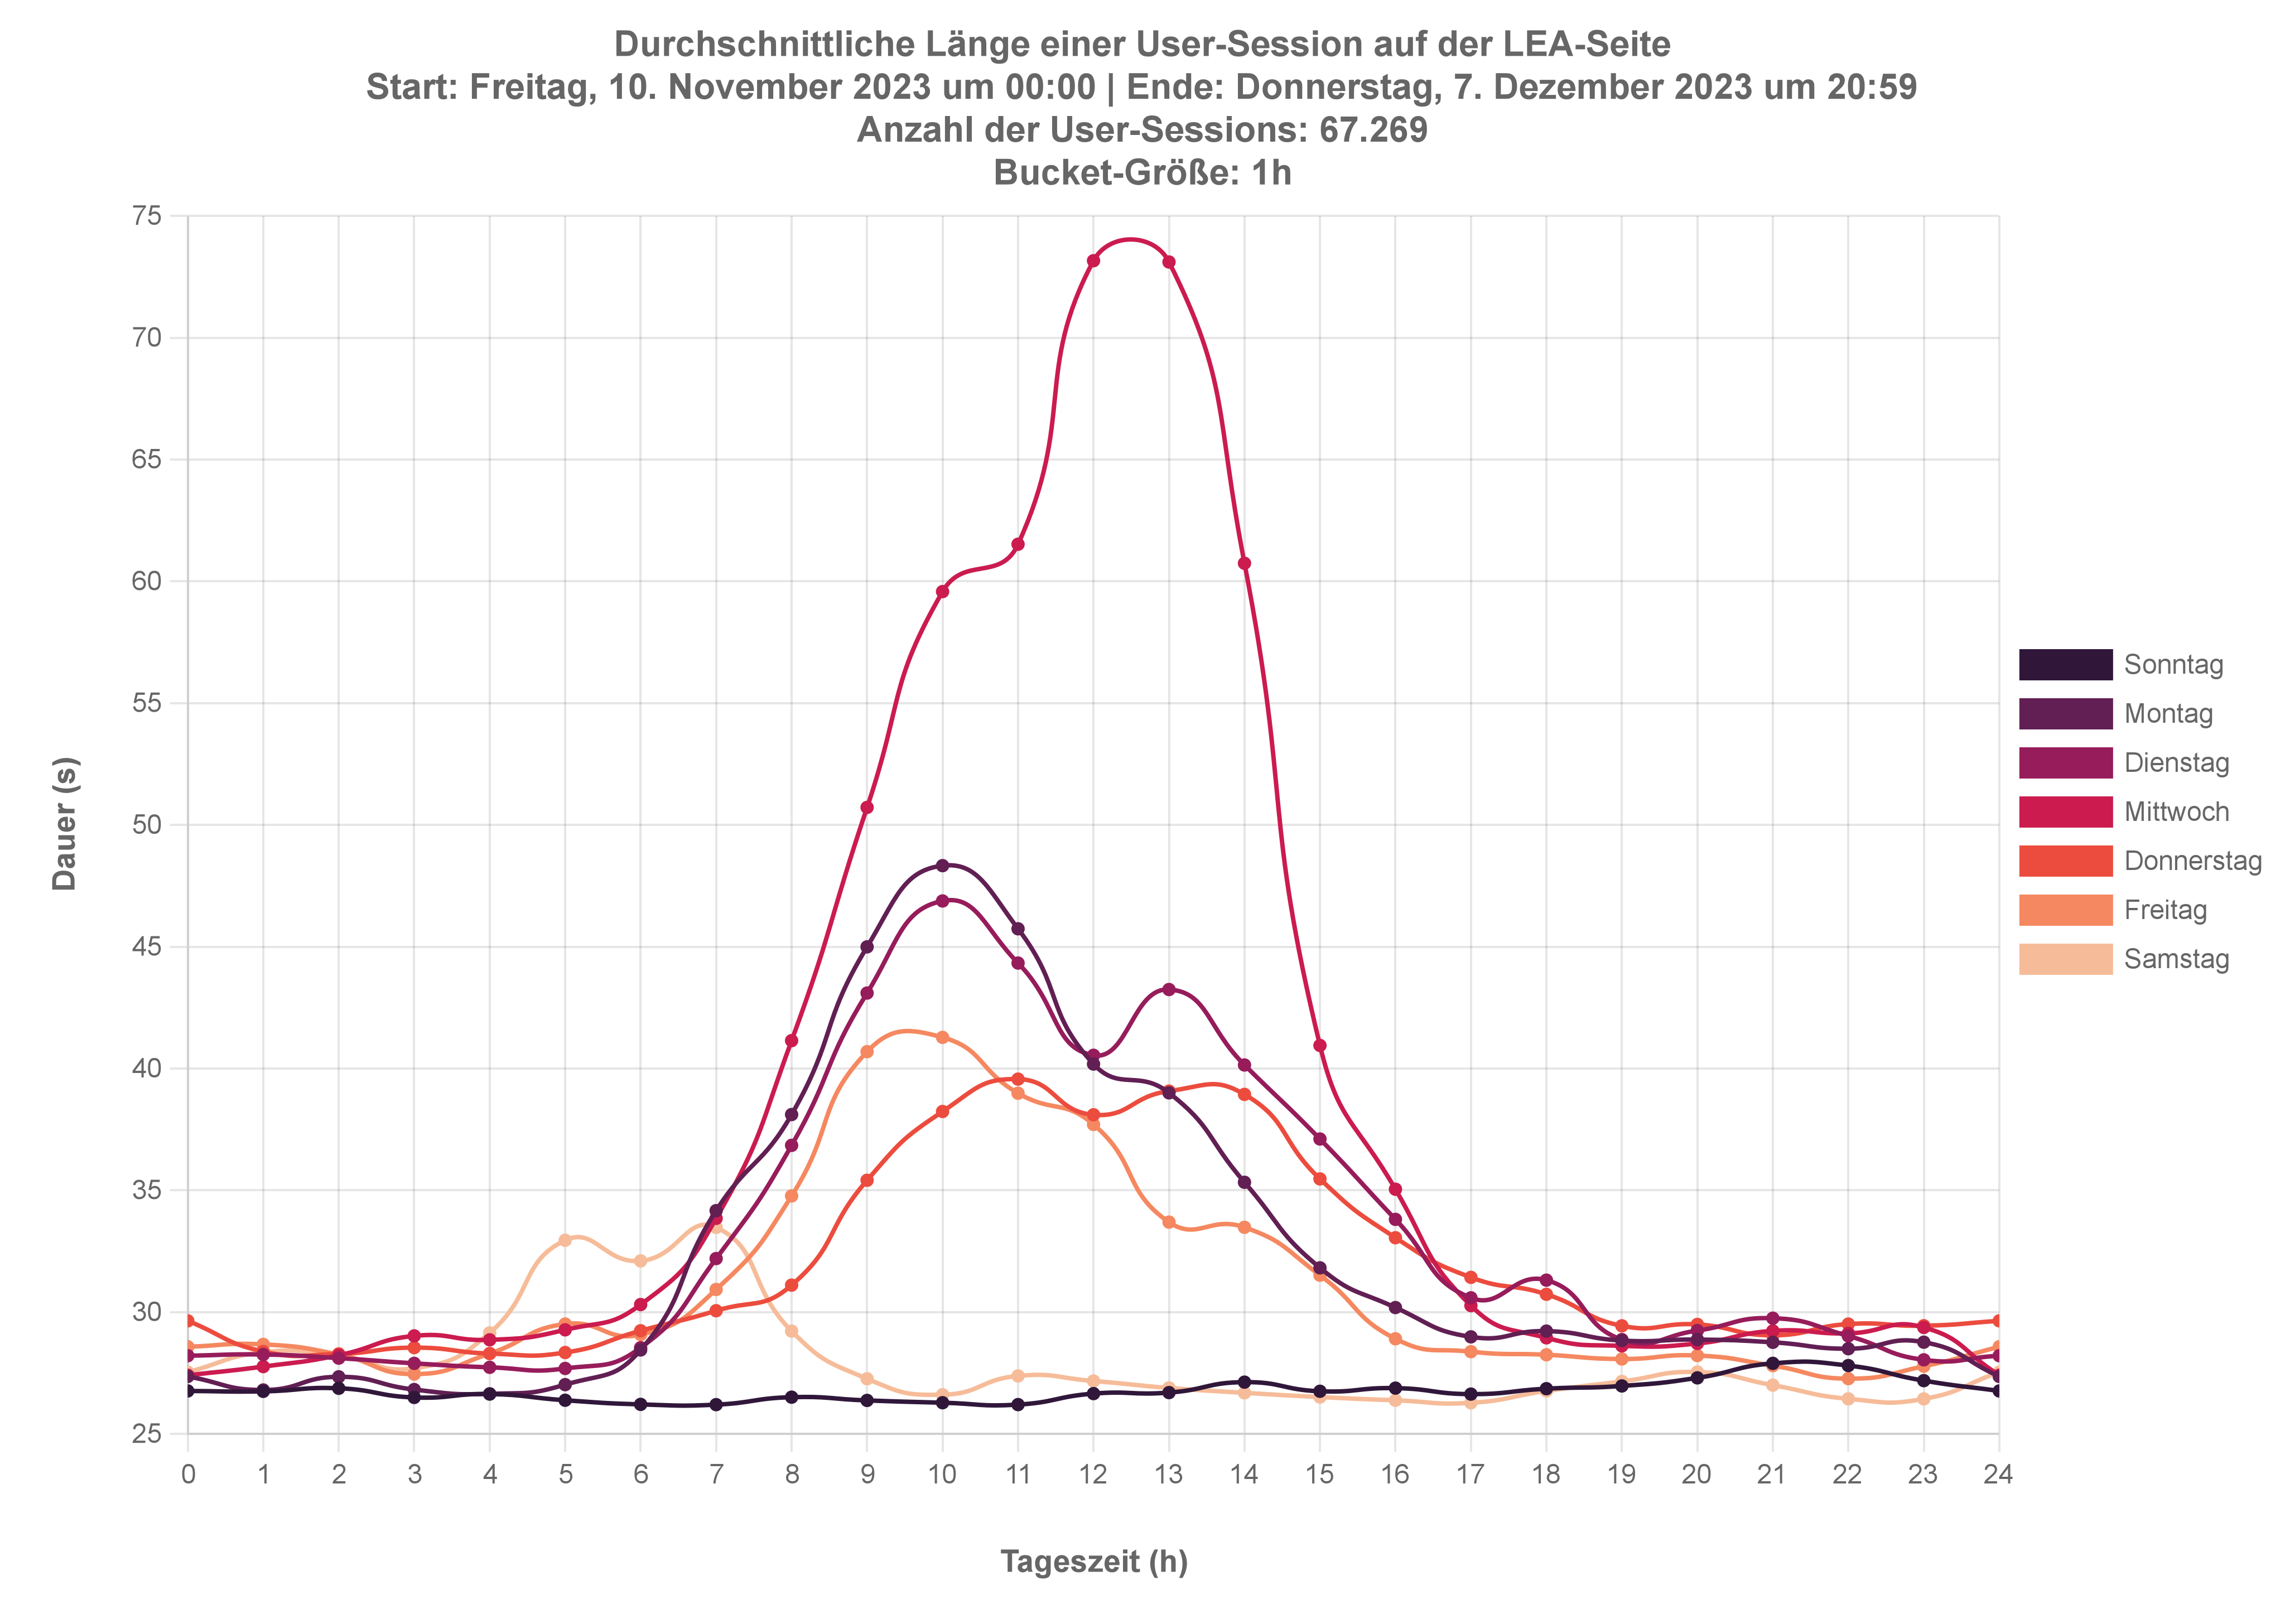 Durchschnittliche Länge einer User-Session auf der LEA-Seite
Start: Freitag, 10. November 2023 um 00:00 | Ende: Donnerstag, 7. Dezember 2023 um 20:59
Anzahl der User-Sessions: 67.269
Bucket-Größe: 1h
75
70
65
60
55
50
45
40
35
30
25
Dauer (s)
0 1 2 3 4 5 6 7 8 9 10 11 12 13 14 15 16 17 18 19 20 21 22 23 24
Tageszeit (h)
Sonntag
Montag
Dienstag
Mittwoch
Donnerstag
Freitag
Samstag